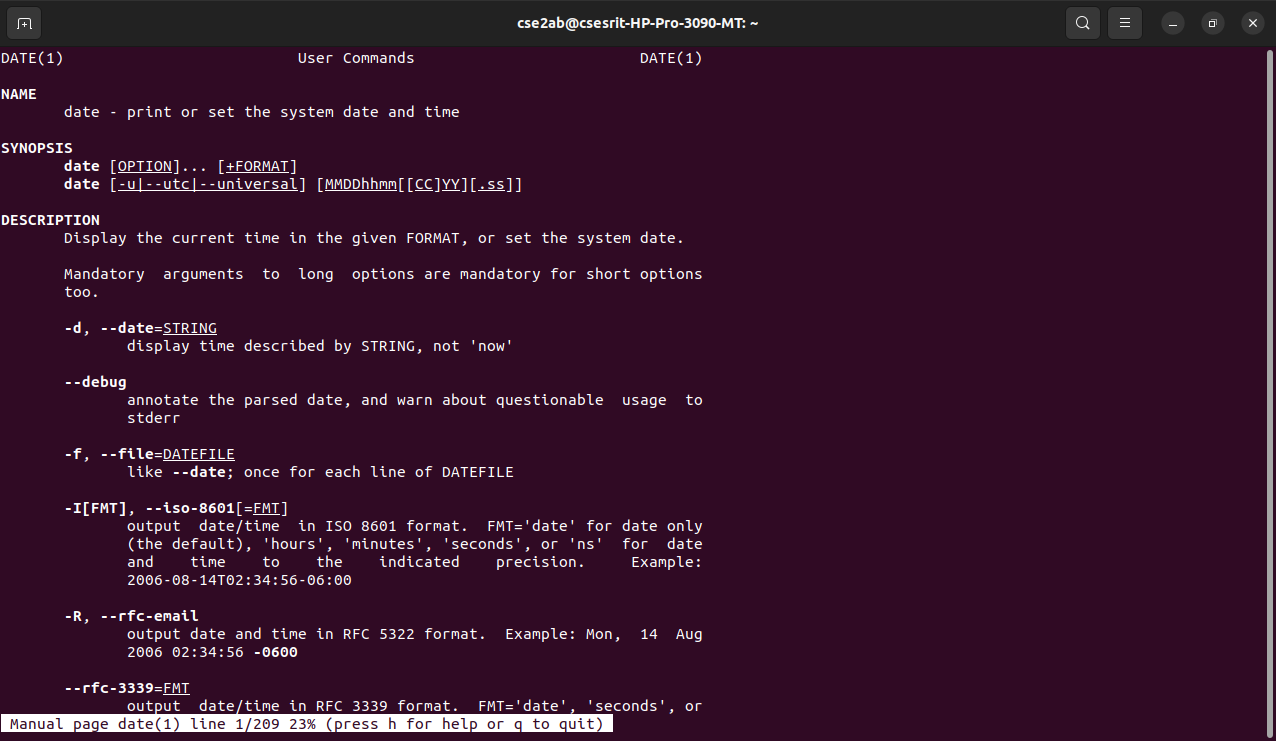 cse2ab@csesrit-HP-Pro-3090-MT: ~
DATE(1) User Commands DATE(1)
NAME
date - print or set the system date and time
SYNOPSIS
date [OPTION]... [+FORMAT]
date [-u|--utc|--universal] [MMDDhhmm[[CC]YY][.ss]]
DESCRIPTION
Display the current time in the given FORMAT, or set the system date.
Mandatory arguments to long options are mandatory for short options
too.
-d, --date=STRING
display time described by STRING, not 'now'
--debug
annotate the parsed date, and warn about questionable usage to
stderr
-f, --file=DATEFILE
like --date; once for each line of DATEFILE
-I[FMT], --iso-8601[=FMT]
output date/time in ISO 8601 format. FMT='date' for date only
(the default), 'hours', 'minutes', 'seconds', or 'ns' for date
and time to the indicated precision. Example:
2006-08-14T02:34:56-06:00
-R, --rfc-email
output date and time in RFC 5322 format. Example: Mon, 14 Aug
2006 02:34:56 -0600
--rfc-3339=FMT
output date/time in RFC 3339 format. FMT='date', 'seconds', or
Manual page date(1) line 1/209 23% (press h for help or q to quit)